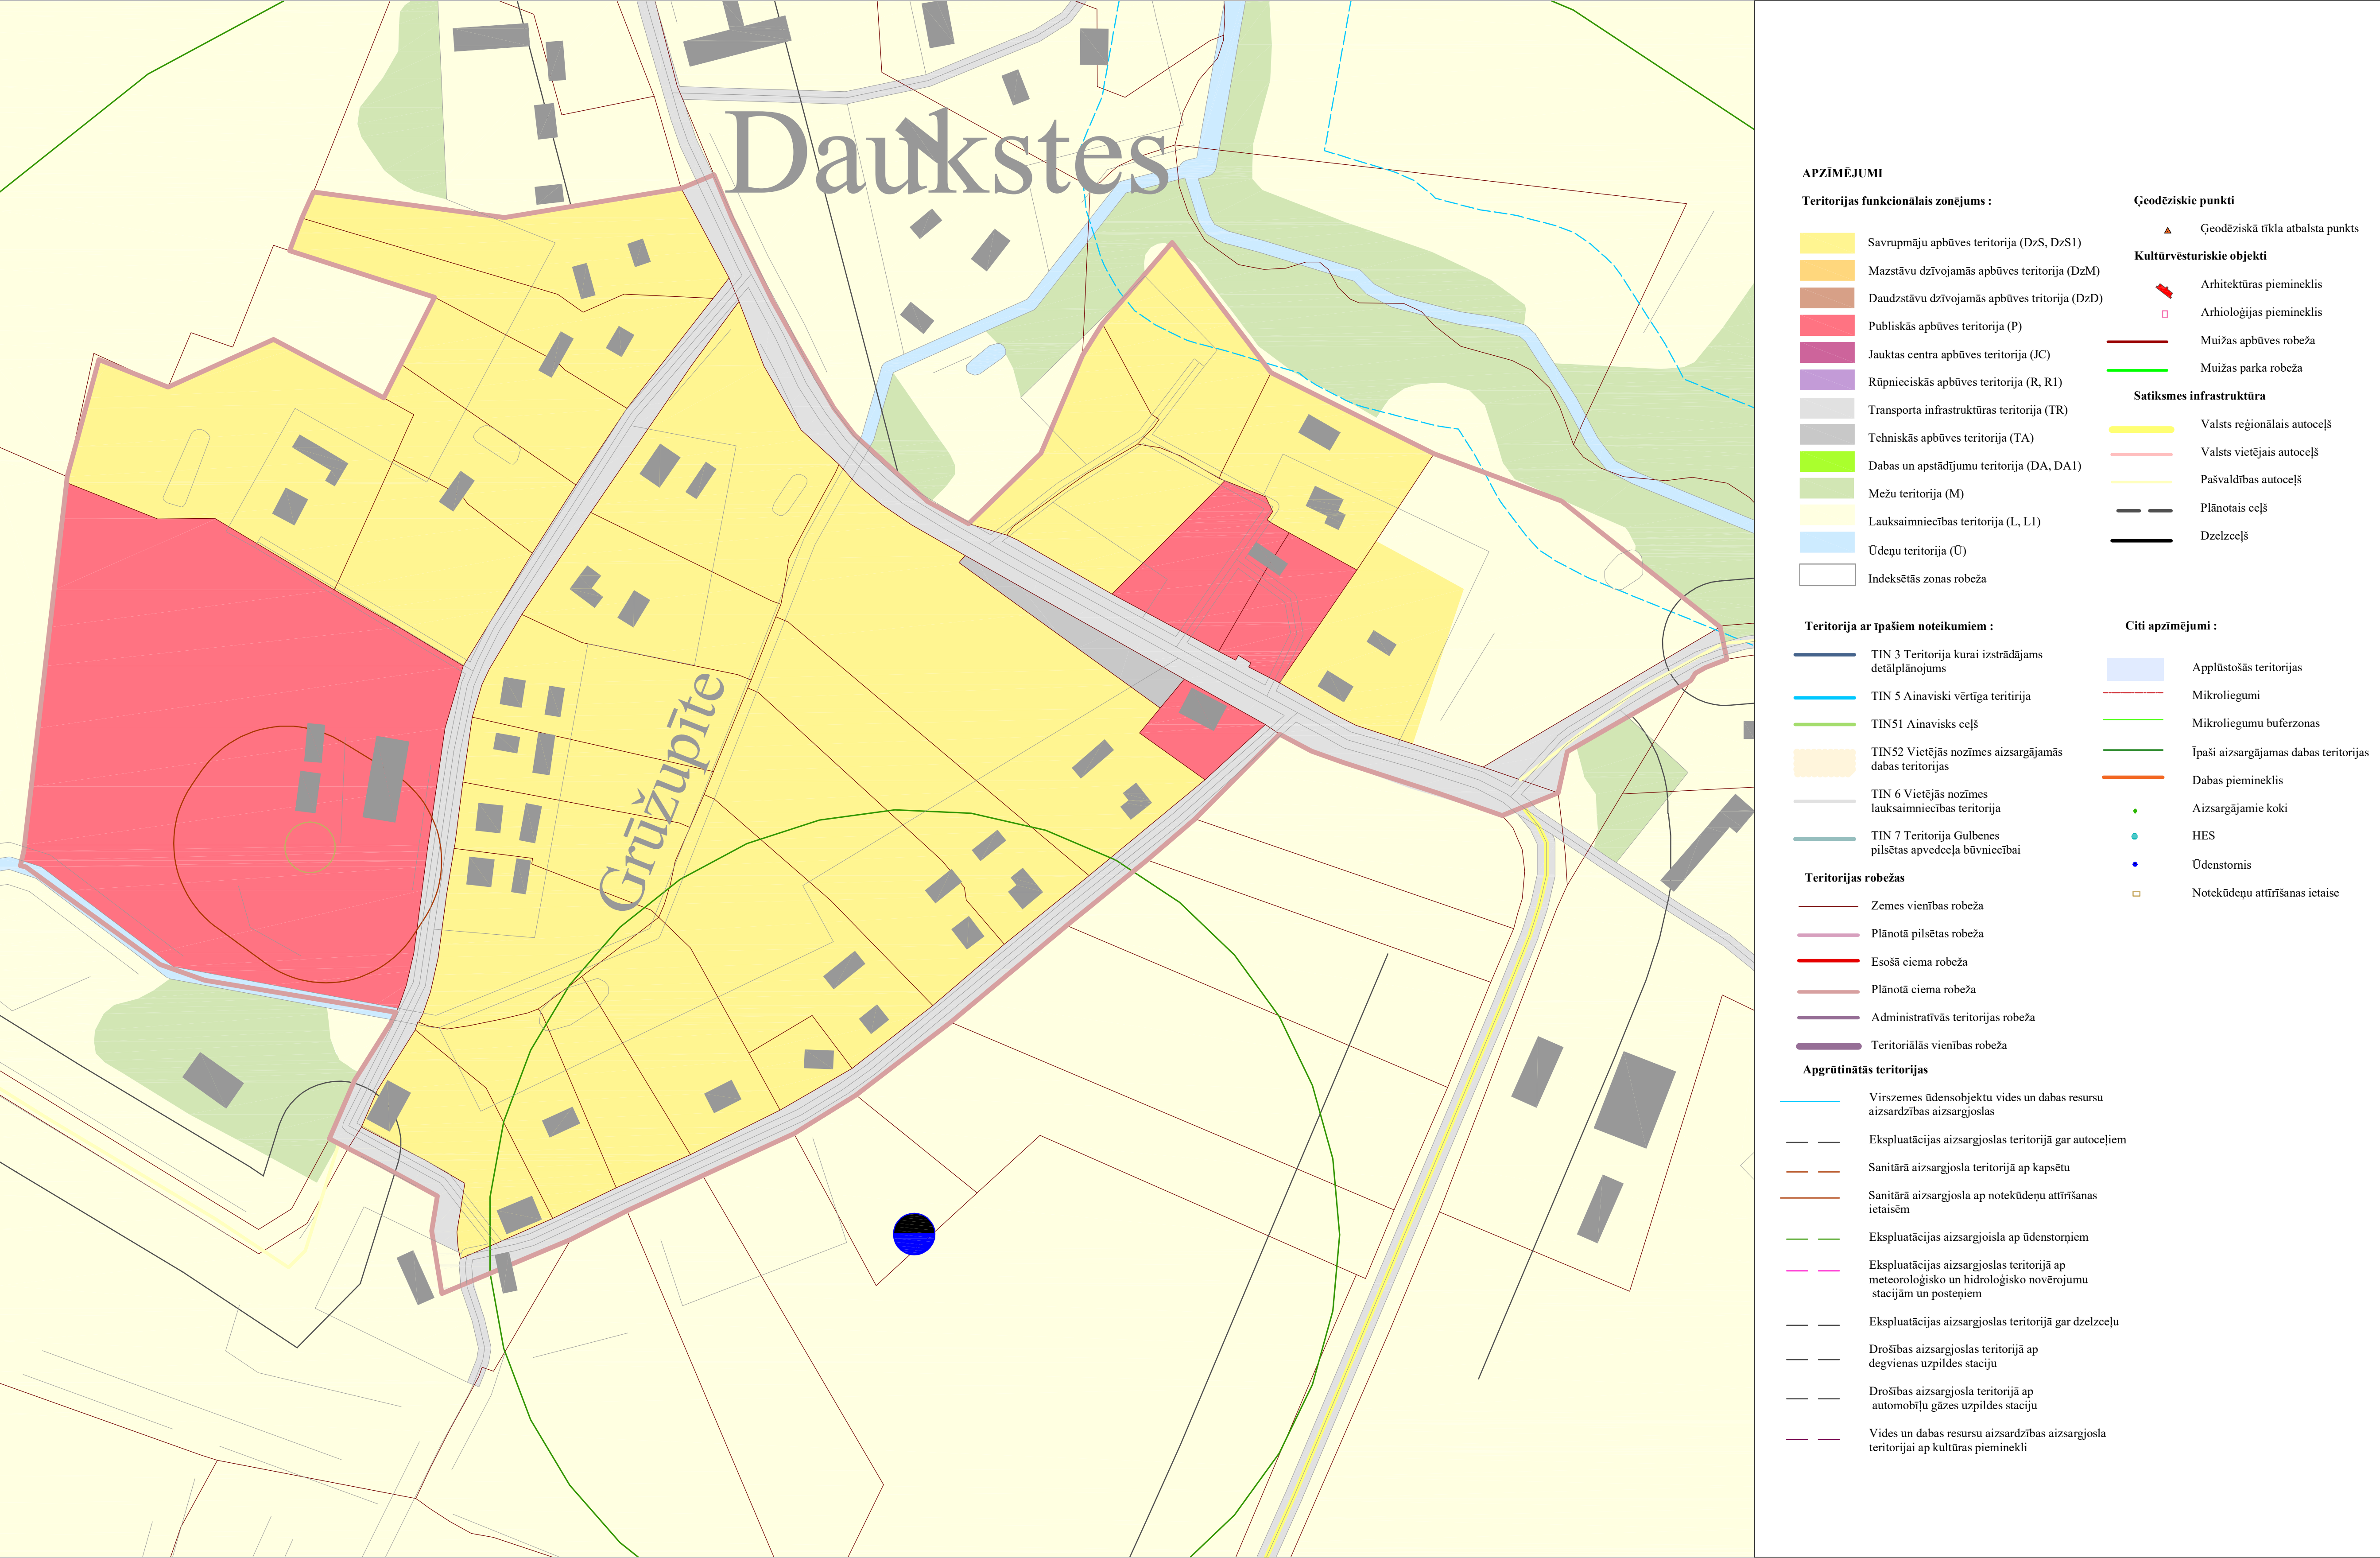 Daukstes
Grūžupīte
APZĪMĒJUMI
Teritorijas funkcionālais zonējums :
Savrupmāju apbūves teritorija (DzS, DzS1)
Mazstāvu dzīvojamās apbūves teritorija (DzM)
Daudzstāvu dzīvojamās apbūves tritorija (DzD)
Publiskās apbūves teritorija (P)
Jauktas centra apbūves teritorija (JC)
Rūpnieciskās apbūves teritorija (R, R1)
Transporta infrastruktūras teritorija (TR)
Tehniskās apbūves teritorija (TA)
Dabas un apstādījumu teritorija (DA, DA1)
Mežu teritorija (M)
Lauksaimniecības teritorija (L, L1)
Ūdeņu teritorija (Ū)
Indeksētās zonas robeža
Ģeodēziskie punkti
Ģeodēziskā tīkla atbalsta punkts
Kultūrvēsturiskie objekti
Arhitektūras piemineklis
Arhioloģijas piemineklis
Muižas apbūves robeža
Muižas parka robeža
Satiksmes infrastruktūra
Valsts reģionālais autoceļš
Valsts vietējais autoceļš
Pašvaldības autoceļš
Plānotais ceļš
Dzelzceļš
Teritorija ar īpašiem noteikumiem :
TIN 3 Teritorija kurai izstrādājams
detālplānojums
TIN 5 Ainaviski vērtīga teritirija
TIN51 Ainavisks ceļš
TIN52 Vietējās nozīmes aizsargājamās
dabas teritorijas
TIN 6 Vietējās nozīmes
lauksaimniecības teritorija
TIN 7 Teritorija Gulbenes
pilsētas apvedceļa būvniecībai
Teritorijas robežas
Zemes vienības robeža
Plānotā pilsētas robeža
Esošā ciema robeža
Plānotā ciema robeža
Administratīvās teritorijas robeža
Teritoriālās vienības robeža
Citi apzīmējumi :
Applūstošās teritorijas
Mikroliegumi
Mikroliegumu buferzonas
Īpaši aizsargājamas dabas teritorijas
Dabas piemineklis
Aizsargājamie koki
HES
Ūdenstornis
Notekūdeņu attīrīšanas ietaise
Apgrūtinātās teritorijas
Virszemes ūdensobjektu vides un dabas resursu
aizsardzības aizsargjoslas
Ekspluatācijas aizsargjoslas teritorijā gar autoceļiem
Sanitārā aizsargjosla teritorijā ap kapsētu
Sanitārā aizsargjosla ap notekūdeņu attīrīšanas
ietaisēm
Ekspluatācijas aizsargjoisla ap ūdenstorņiem
Ekspluatācijas aizsargjoslas teritorijā ap
meteoroloģisko un hidroloģisko novērojumu
stacijām un posteņiem
Ekspluatācijas aizsargjoslas teritorijā gar dzelzceļu
Drošības aizsargjoslas teritorijā ap
degvienas uzpildes staciju
Drošības aizsargjosla teritorijā ap
automobīļu gāzes uzpildes staciju
Vides un dabas resursu aizsardzības aizsargjosla
teritorijai ap kultūras pieminekli